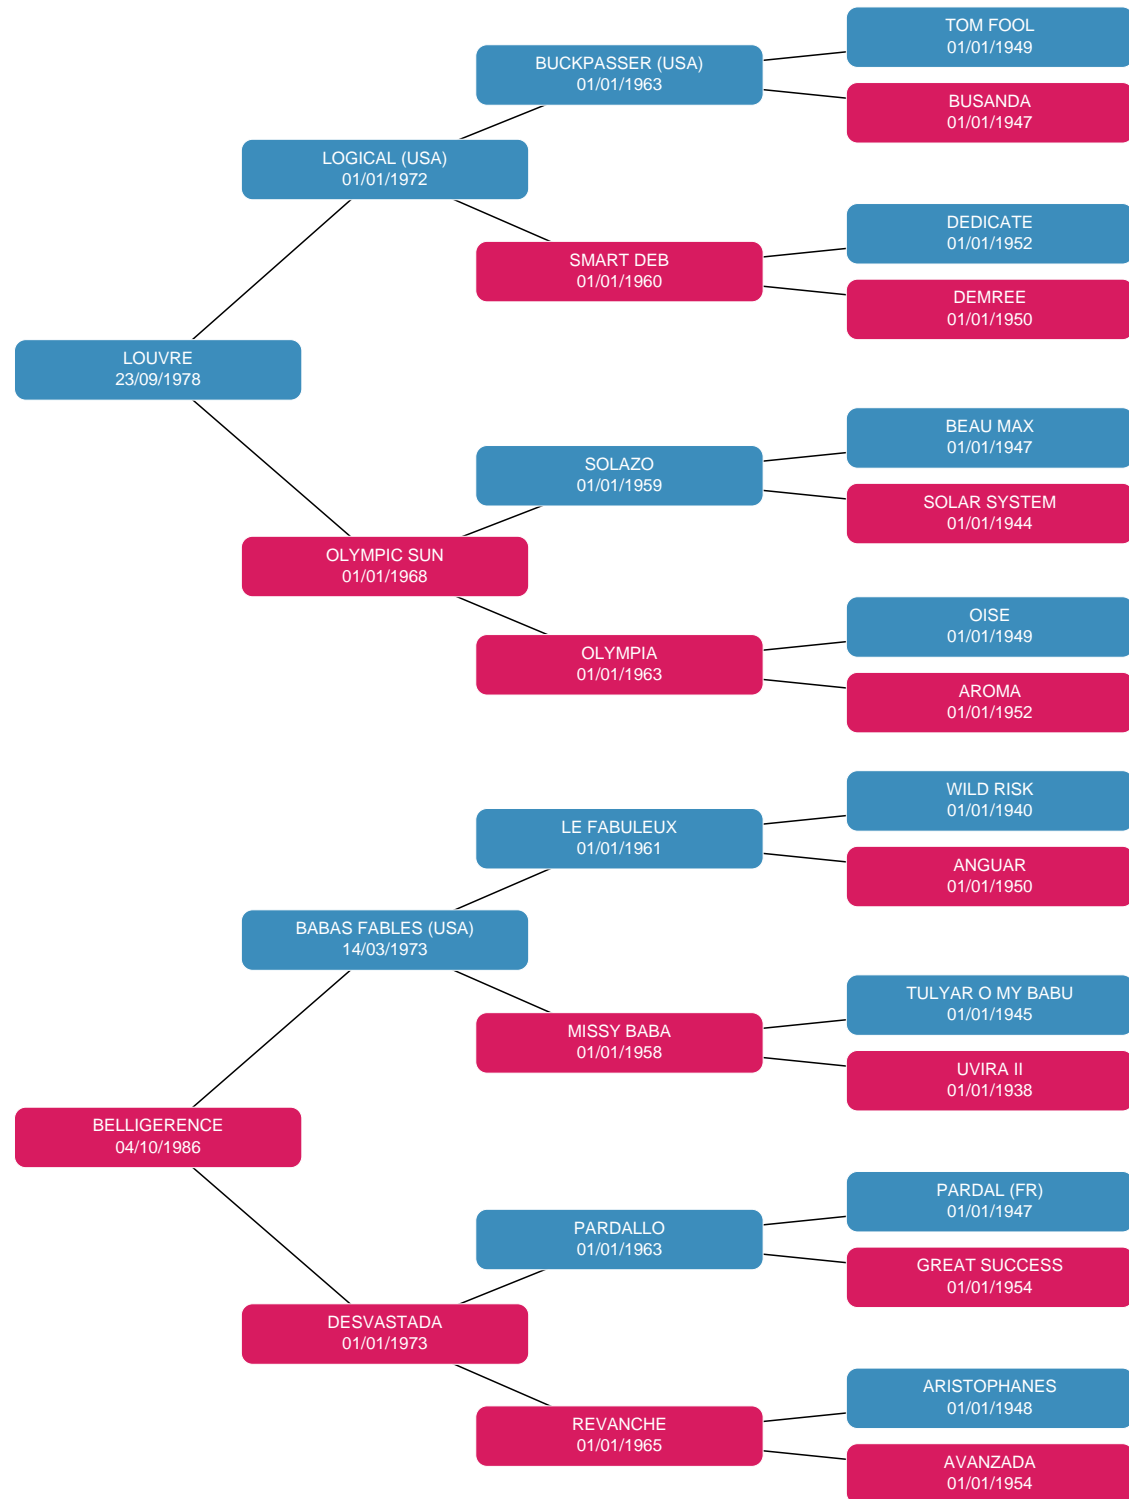 TOM FOOL
01/01/1949
BUCKPASSER (USA)
01/01/1963
BUSANDA
01/01/1947
LOGICAL (USA)
01/01/1972
DEDICATE
01/01/1952
SMART DEB
01/01/1960
DEMREE
01/01/1950
LOUVRE
23/09/1978
BEAU MAX
01/01/1947
SOLAZO
01/01/1959
SOLAR SYSTEM
01/01/1944
OLYMPIC SUN
01/01/1968
OISE
01/01/1949
OLYMPIA
01/01/1963
AROMA
01/01/1952
WILD RISK
01/01/1940
LE FABULEUX
01/01/1961
ANGUAR
01/01/1950
BABAS FABLES (USA)
14/03/1973
TULYAR O MY BABU
01/01/1945
MISSY BABA
01/01/1958
UVIRA II
01/01/1938
BELLIGERENCE
04/10/1986
PARDAL (FR)
01/01/1947
PARDALLO
01/01/1963
GREAT SUCCESS
01/01/1954
DESVASTADA
01/01/1973
ARISTOPHANES
01/01/1948
REVANCHE
01/01/1965
AVANZADA
01/01/1954